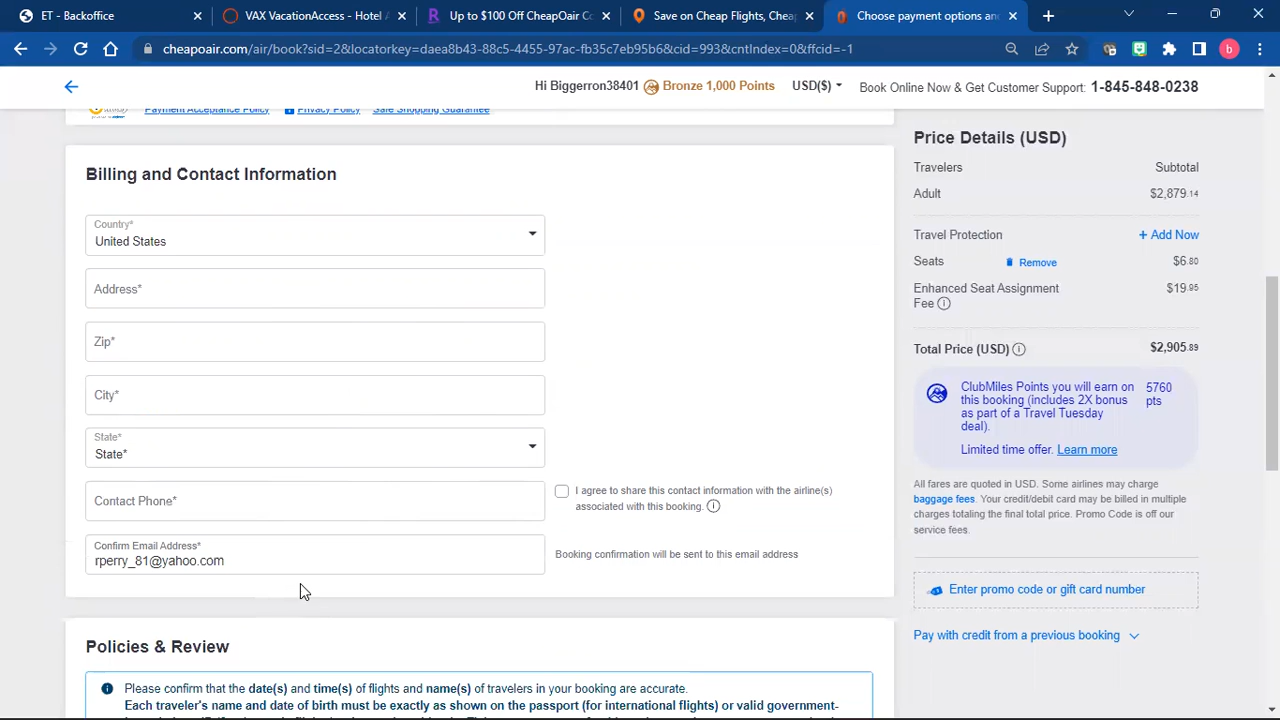 ET - Business
VAX VacationAccess - Hotel A
Up to $100 Off CheapOair Co
Save on Cheap Flights, Cheap
Choose payment options and
cheapoair.com/air/book?sid=2&locatorkey=daea8b43-88c5-4455-97ac-fb35c7eb95b6&cid=993&cntIndex=0&ffcid=-1
b
Hi Biggerron38401 Bronze 1,000 Points USD($) Book Online Now & Get Customer Support: 1-845-848-0238
Payment Acceptance Policy Privacy Policy Safe Shopping Guarantee
Billing and Contact Information
Country*
United States
Address*
Zip*
City*
State*
State*
Contact Phone*
I agree to share this contact information with the airline(s)
associated with this booking.
Confirm Email Address*
rperry_81@yahoo.com
Booking confirmation will be sent to this email address
Policies & Review
Please confirm that the date(s) and time(s) of flights and name(s) of travelers in your booking are accurate.
Each traveler's name and date of birth must be exactly as shown on the passport (for international flights) or valid government-
Price Details (USD)
Travelers Subtotal
Adult $2,879.14
Travel Protection + Add Now
Seats Remove $6.80
Enhanced Seat Assignment $19.95
Fee
Total Price (USD) $2,905.89
ClubMiles Points you will earn on 5760
this booking (includes 2X bonus pts
as part of a Travel Tuesday
deal).
Limited time offer. Learn more
All fares are quoted in USD. Some airlines may charge
baggage fees. Your credit/debit card may be billed in multiple
charges totaling the final total price. Promo Code is off our
service fees.
Enter promo code or gift card number
Pay with credit from a previous booking